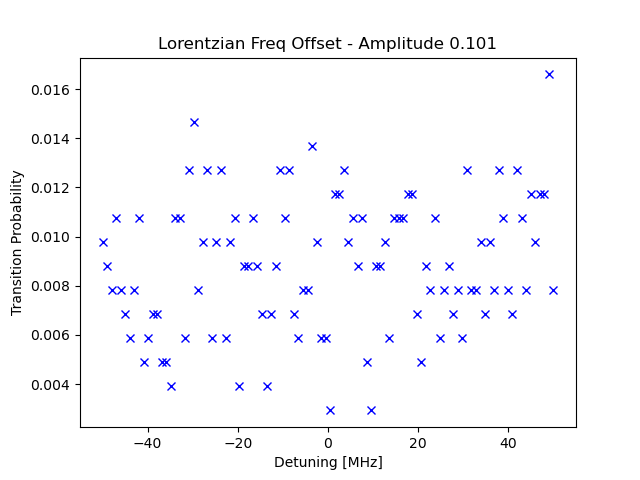 Lorentzian Freq Offset - Amplitude 0.101
Transition Probability
0.016
0.014
0.012
0.010
0.008
0.006
0.004
−40 −20 0 20 40
Detuning [MHz]